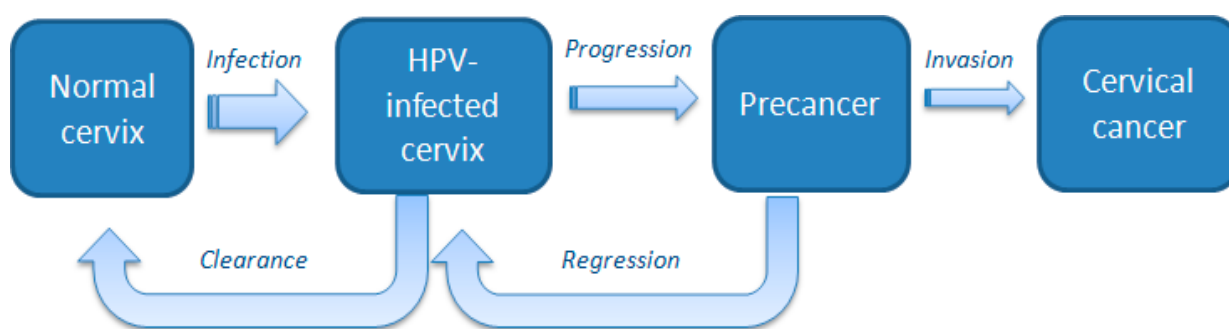 Normal
cervix
Infection
HPV-
infected
cervix
Progression
Precancer
Invasion
Cervical
cancer
Clearance
Regression